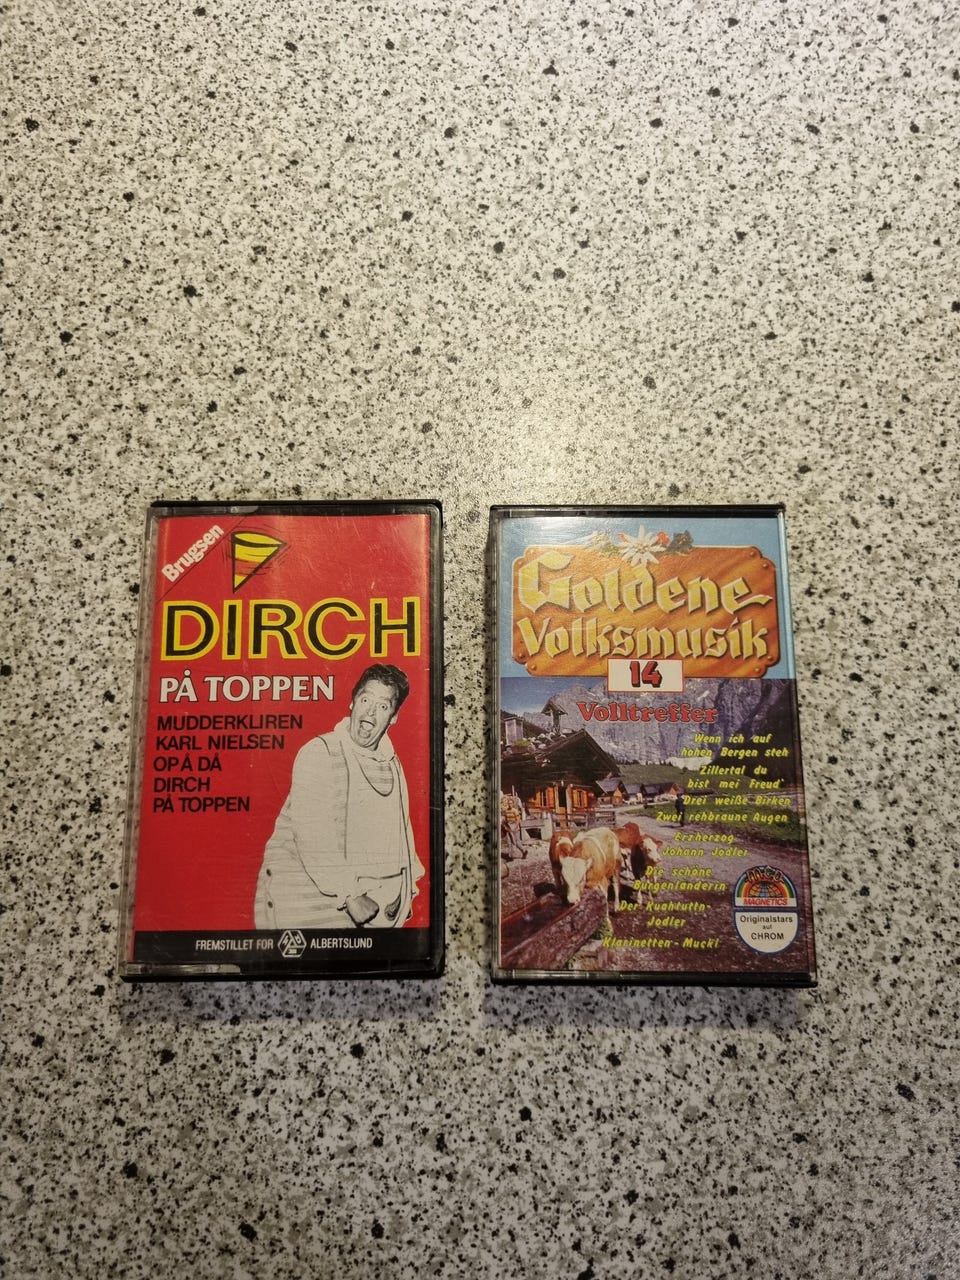 Brugsen
DIRCH
PÅ TOPPEN
MUDDERKLIREN
KARL NIELSEN
OP Å DÅ
DIRCH
PÅ TOPPEN
FREMSTILLET FOR
ALBERTSLUND
Goldene
Volksmusik
14
Volltreffer
Wenn ich auf
hohen Bergen steh
Zillertal du
bist mei Freud'
Drei weiße Birken
Zwei rehbraune Augen
Erzherzog
Johann Jodler
Die schöne
Burgenländerin
Der Kuahtuttn-
Jodler
Klarinetten-Muckl
MAGNETICS
Originalstars
auf
CHROM